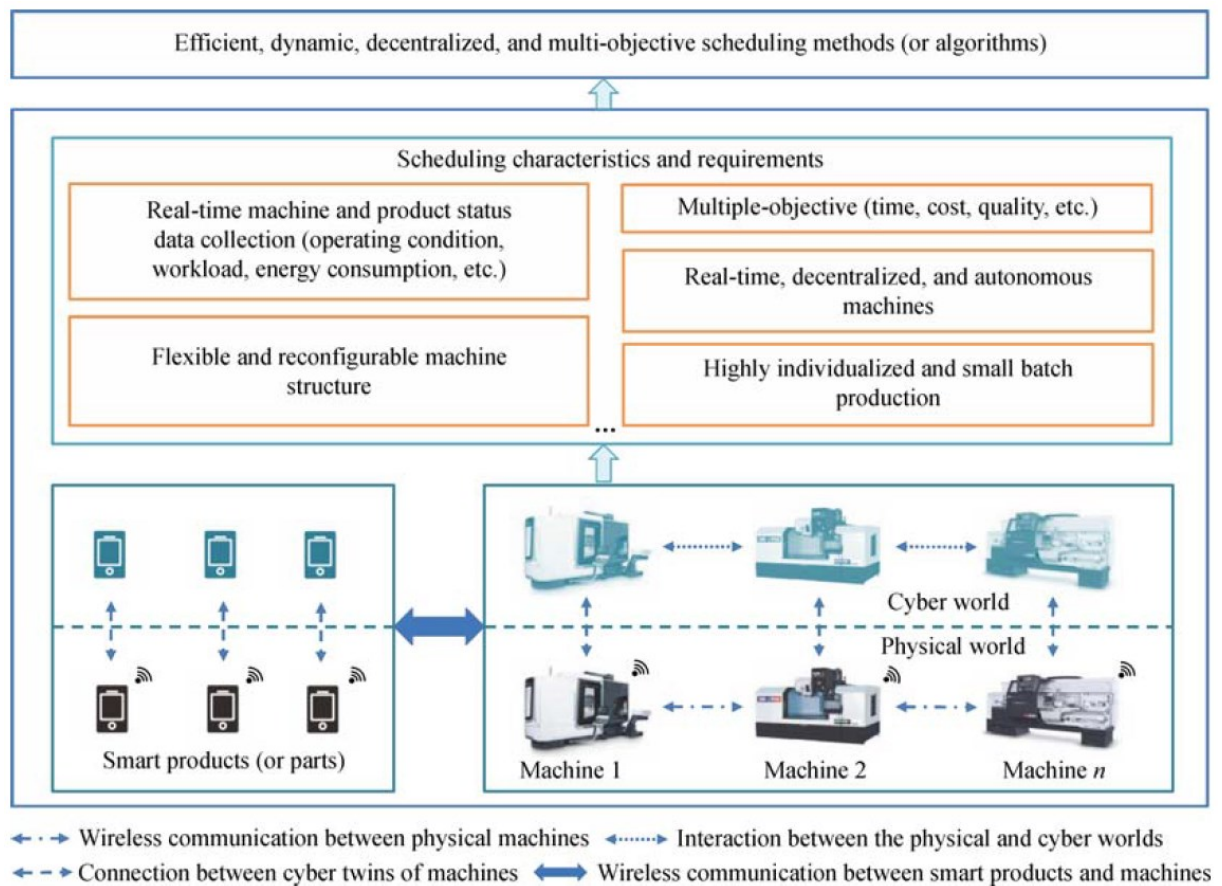 Efficient, dynamic, decentralized, and multi-objective scheduling methods (or algorithms)
Scheduling characteristics and requirements
Real-time machine and product status
data collection (operating condition,
workload, energy consumption, etc.)
Flexible and reconfigurable machine
structure
Multiple-objective (time, cost, quality, etc.)
Real-time, decentralized, and autonomous
machines
Highly individualized and small batch
production
...
Cyber world
Physical world
Smart products (or parts)
Machine 1
Machine 2
Machine n
Wireless communication between physical machines
Interaction between the physical and cyber worlds
Connection between cyber twins of machines
Wireless communication between smart products and machines